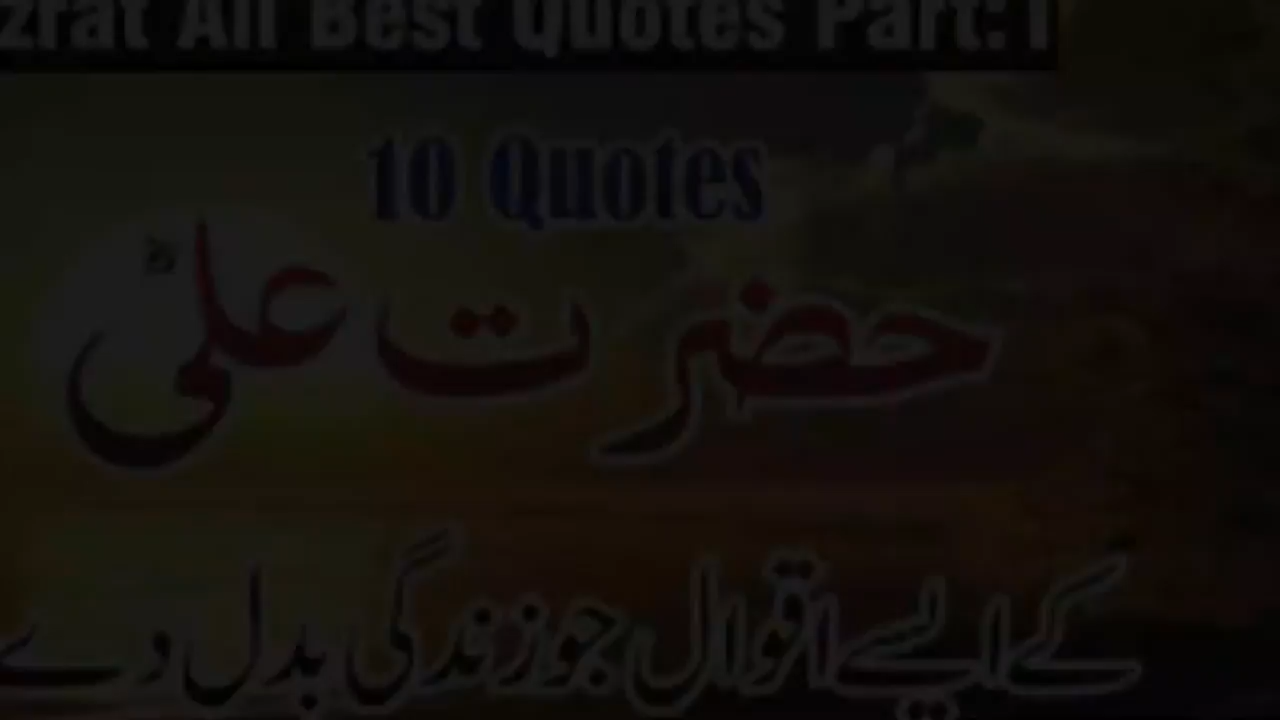 zrat Ali Best Quotes Part:1
10 Quotes
حضرت علیؓ
کے ایسے اقوال جو زندگی بدل دے